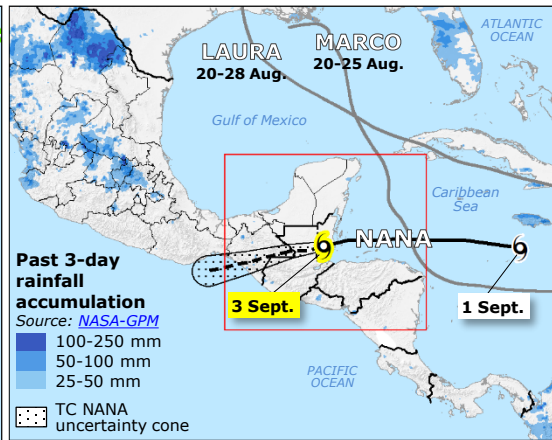 ATLANTIC
OCEAN
LAURA
20-28 Aug.
MARCO
20-25 Aug.
Gulf of Mexico
Caribbean
Sea
NANA
3 Sept.
1 Sept.
Past 3-day
rainfall
accumulation
Source: NASA-GPM
100-250 mm
50-100 mm
25-50 mm
TC NANA
uncertainty cone
PACIFIC
OCEAN